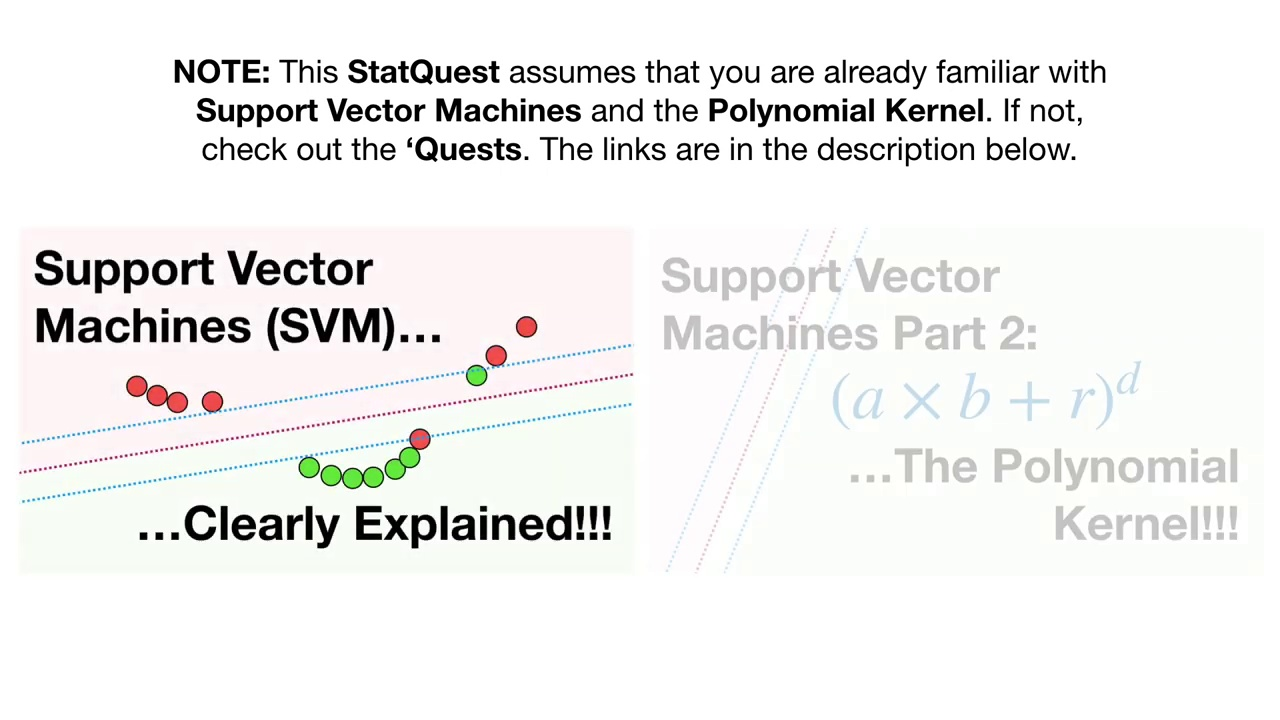 NOTE: This StatQuest assumes that you are already familiar with
Support Vector Machines and the Polynomial Kernel. If not,
check out the ‘Quests. The links are in the description below.
Support Vector
Machines (SVM)…
…Clearly Explained!!!
Support Vector
Machines Part 2:
(a × b + r)^d
…The Polynomial
Kernel!!!